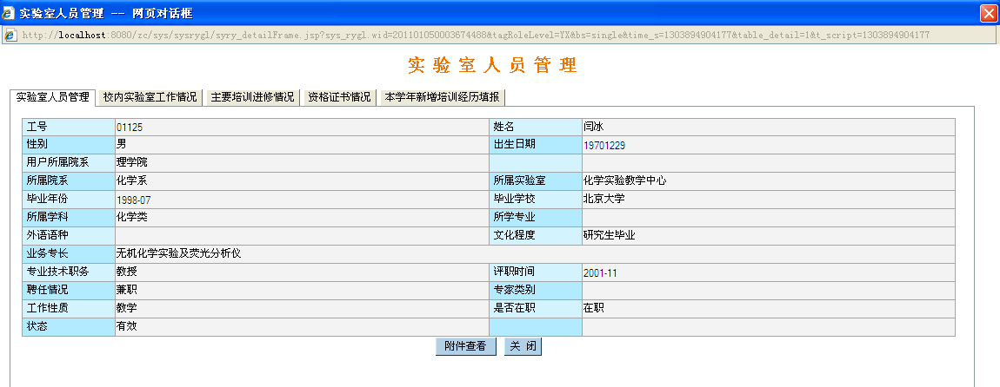 实验室人员管理 -- 网页对话框
http://localhost:8080/zc/sys/sysrygl/syry_detailFrame.jsp?sys_rygl.wid=201101050003674488&tagRoleLevel=YX&bs=single&time_s=1303894904177&table_detail=1&t_script=1303894904177
实验室人员管理
实验室人员管理 校内实验室工作情况 主要培训进修情况 资格证书情况 本学年新增培训经历填报
工号 01125 姓名 闫冰
性别 男 出生日期 19701229
用户所属院系 理学院
所属院系 化学系 所属实验室 化学实验教学中心
毕业年份 1998-07 毕业学校 北京大学
所属学科 化学类 所学专业
外语语种 文化程度 研究生毕业
业务专长 无机化学实验及荧光分析仪
专业技术职务 教授 评职时间 2001-11
聘任情况 兼职 专家类别
工作性质 教学 是否在职 在职
状态 有效
附件查看 关 闭